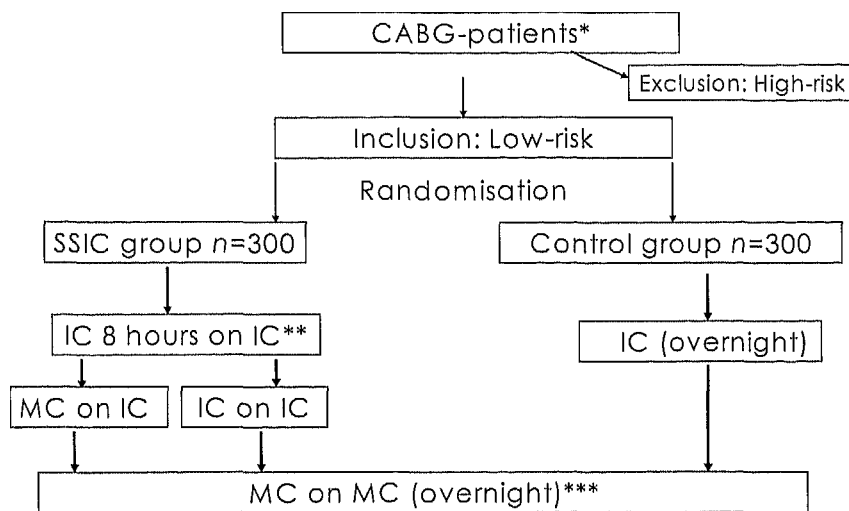 CABG-patients*
Exclusion: High-risk
Inclusion: Low-risk
Randomisation
SSIC group n=300
Control group n=300
IC 8 hours on IC**
IC (overnight)
MC on IC
IC on IC
MC on MC (overnight)***